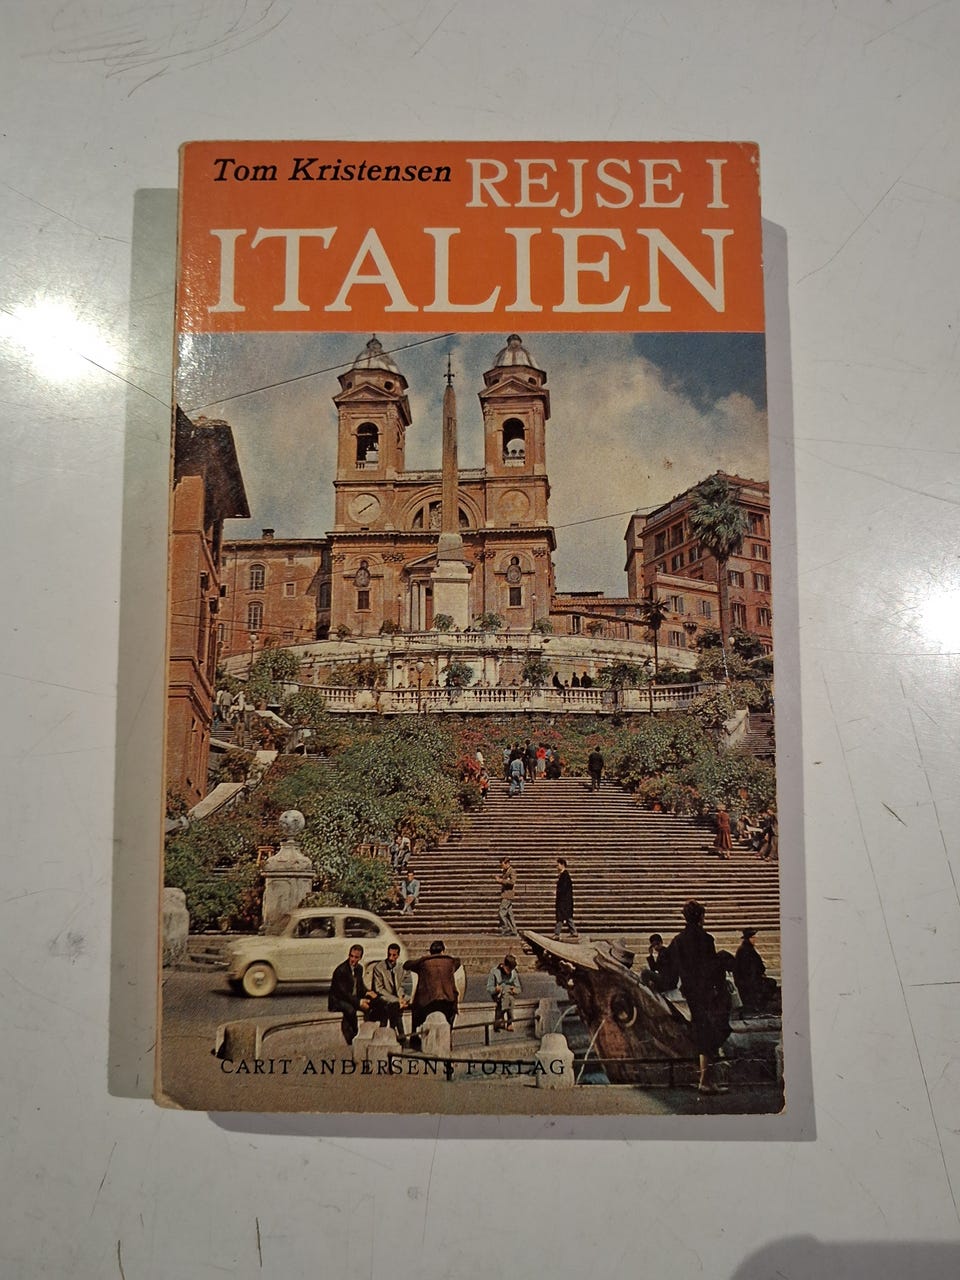 Tom Kristensen REJSE I
ITALIEN
CARIT ANDERSENS FORLAG